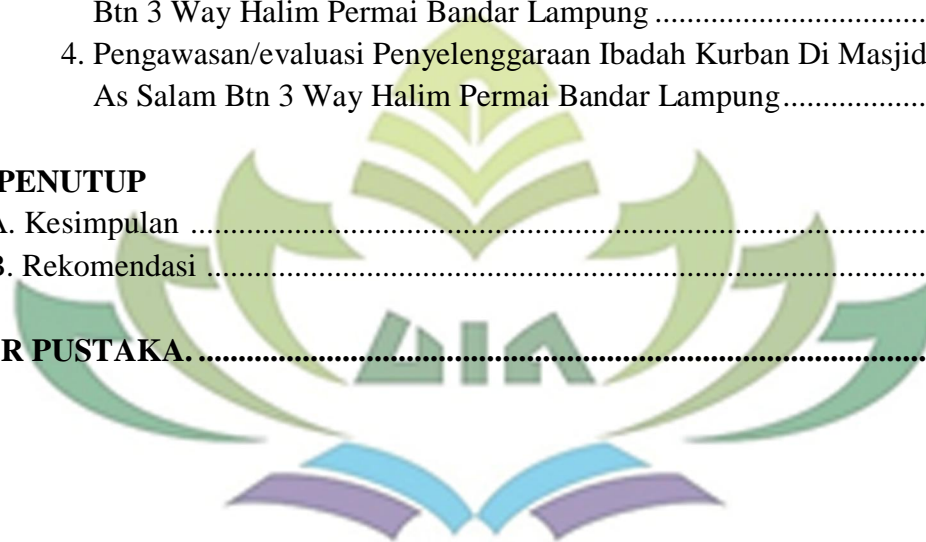 Btn 3 Way Halim Permai Bandar Lampung ..................................
4. Pengawasan/evaluasi Penyelenggaraan Ibadah Kurban Di Masjid
As Salam Btn 3 Way Halim Permai Bandar Lampung..................
PENUTUP
A. Kesimpulan ..........................................................................................
B. Rekomendasi ........................................................................................
R PUSTAKA. .........................................................................................
UIN